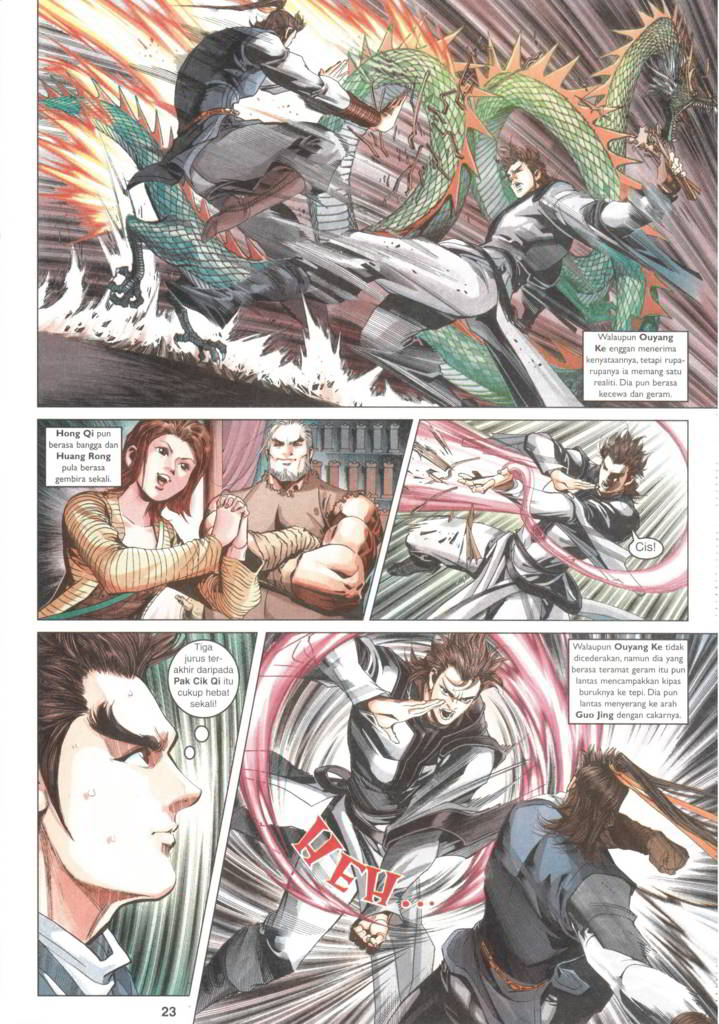 Walaupun Ouyang
Ke enggan menerima
kenyataannya, tetapi rupa-
rupanya ia memang satu
realiti. Dia pun berasa
kecewa dan geram.
Hong Qi pun
berasa bangga dan
Huang Rong
pula berasa
gembira sekali.
Cis!
Tiga
jurus ter-
akhir daripada
Pak Cik Qi itu
cukup hebat
sekali!
Walaupun Ouyang Ke tidak
dicederakan, namun dia yang
berasa teramat geram itu pun
lantas mencampakkan kipas
buruknya ke tepi. Dia pun
lantas menyerang ke arah
Guo Jing dengan cakarnya.
HEH...
23